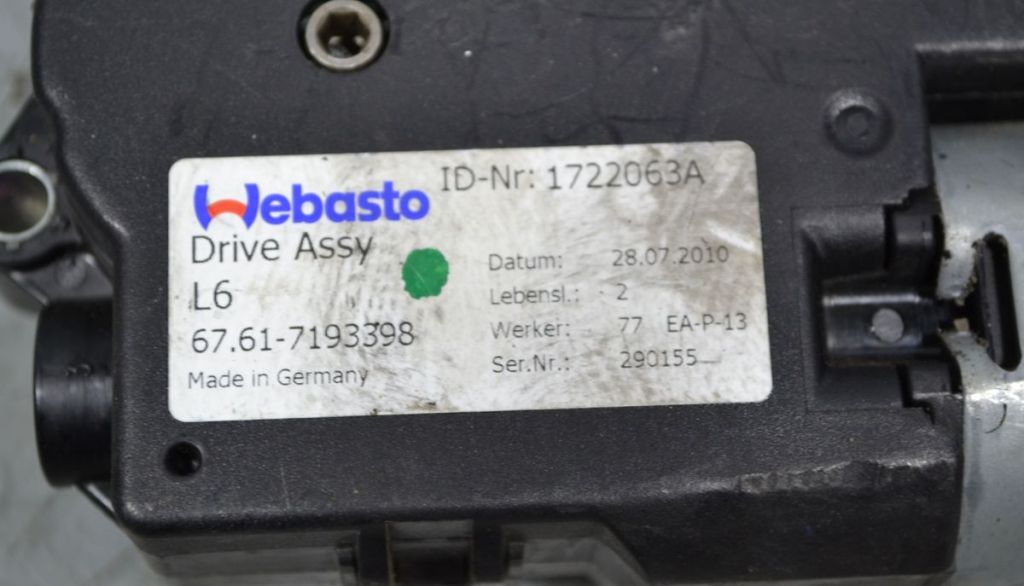 Webasto
ID-Nr: 1722063A
Drive Assy
L6
67.61-7193398
Made in Germany
Datum: 28.07.2010
Lebensl.: 2
Werker: 77 EA-P-13
Ser.Nr.: 290155